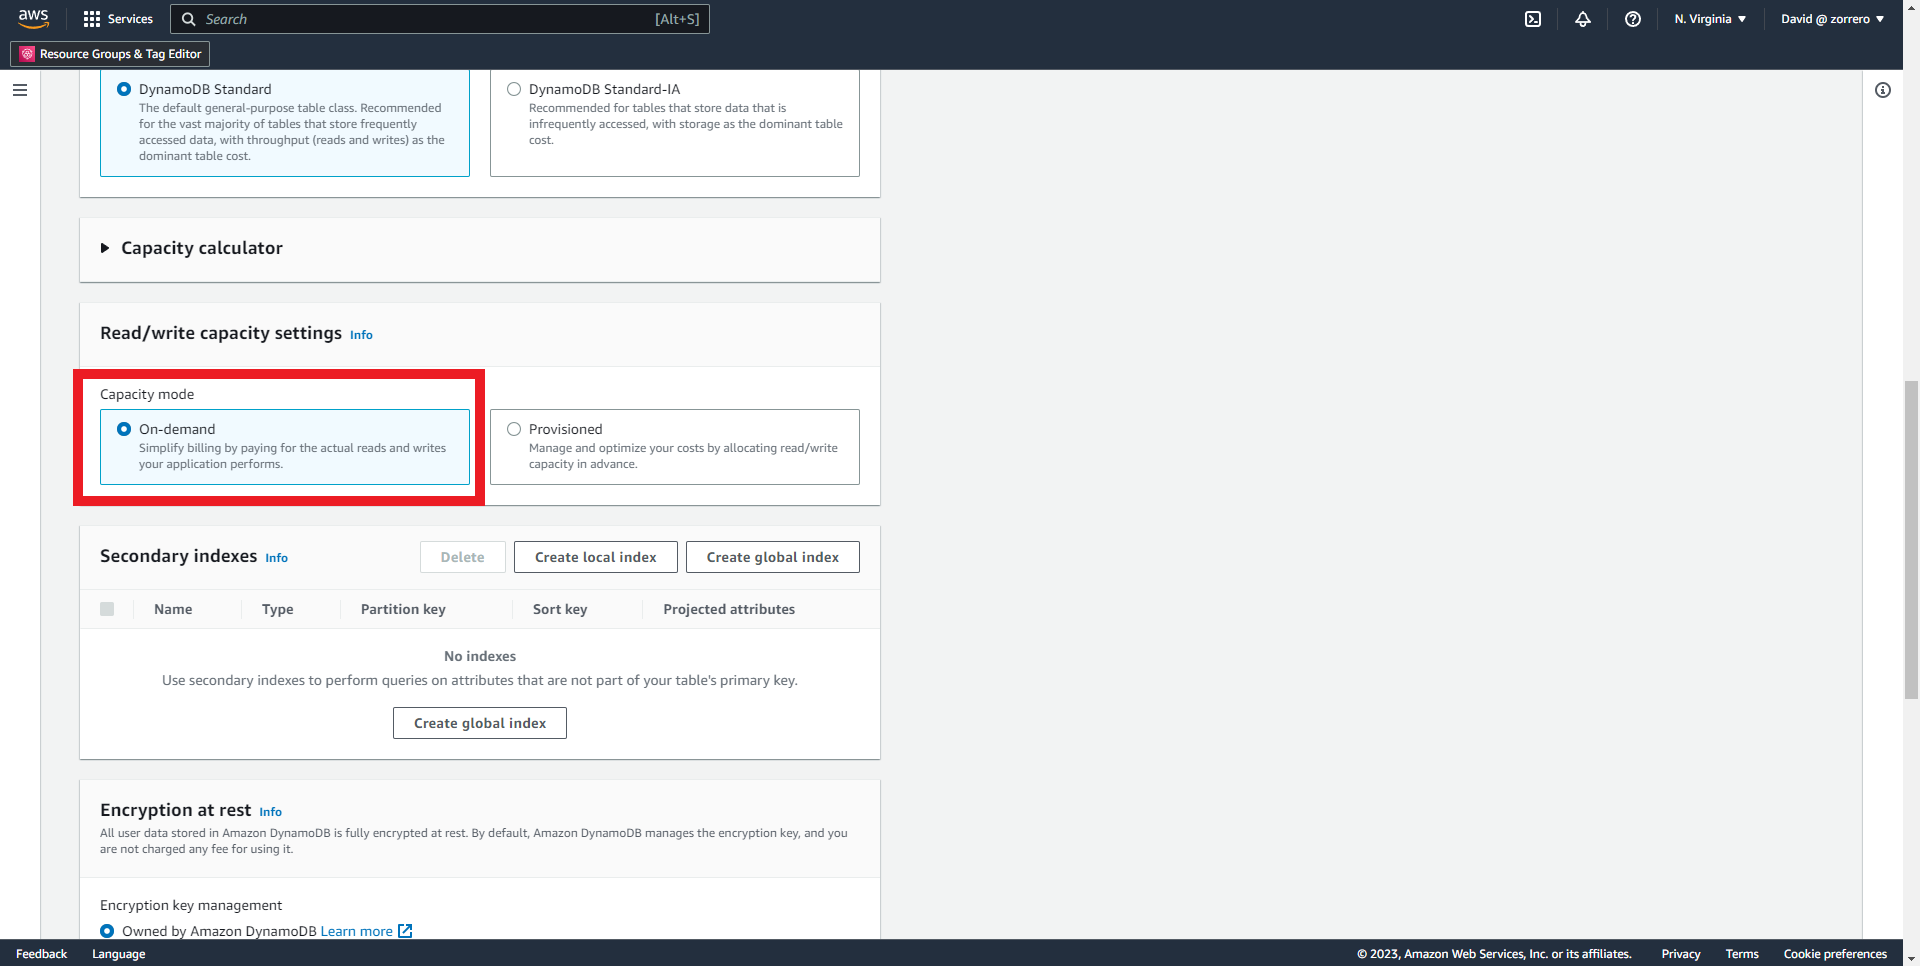 aws
Services
Search [Alt+S]
N. Virginia
David @ zorrero
Resource Groups & Tag Editor
DynamoDB Standard
The default general-purpose table class. Recommended
for the vast majority of tables that store frequently
accessed data, with throughput (reads and writes) as the
dominant table cost.
DynamoDB Standard-IA
Recommended for tables that store data that is
infrequently accessed, with storage as the dominant table
cost.
Capacity calculator
Read/write capacity settings Info
Capacity mode
On-demand
Simplify billing by paying for the actual reads and writes
your application performs.
Provisioned
Manage and optimize your costs by allocating read/write
capacity in advance.
Secondary indexes Info
Delete
Create local index
Create global index
Name Type Partition key Sort key Projected attributes
No indexes
Use secondary indexes to perform queries on attributes that are not part of your table's primary key.
Create global index
Encryption at rest Info
All user data stored in Amazon DynamoDB is fully encrypted at rest. By default, Amazon DynamoDB manages the encryption key, and you
are not charged any fee for using it.
Encryption key management
Owned by Amazon DynamoDB Learn more
Feedback Language
© 2023, Amazon Web Services, Inc. or its affiliates. Privacy Terms Cookie preferences